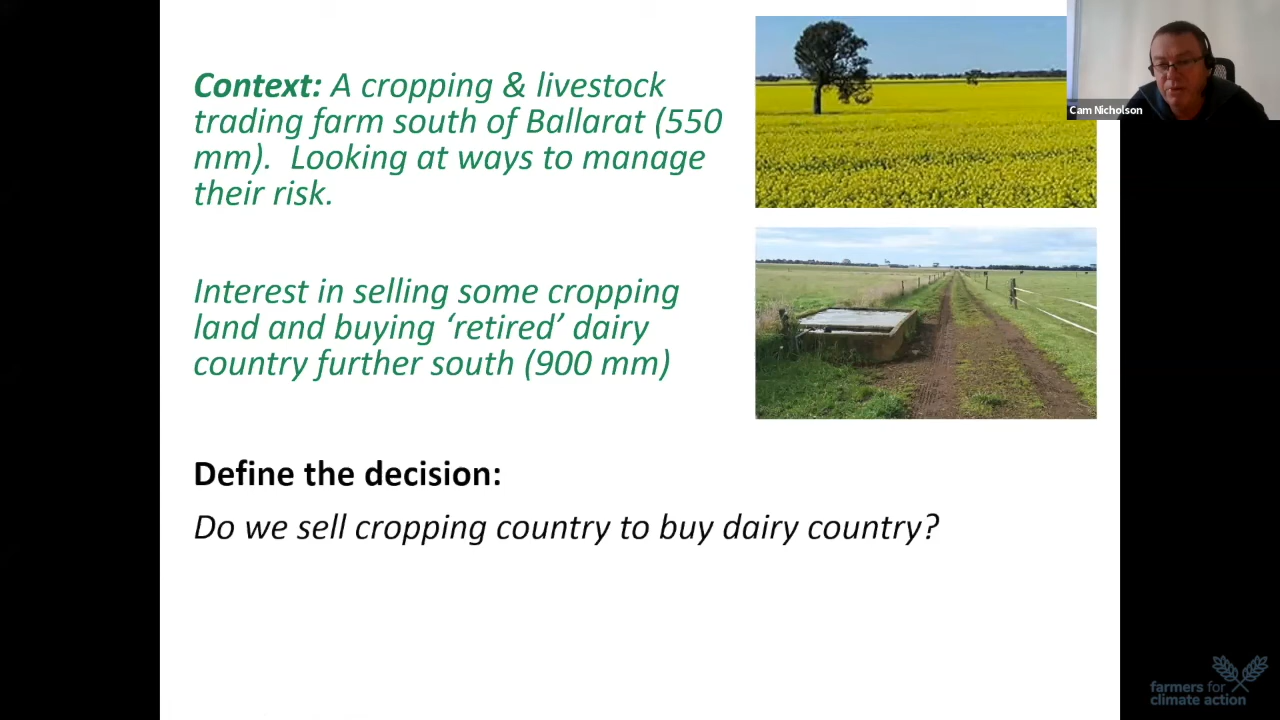 Context: A cropping & livestock
trading farm south of Ballarat (550
mm).  Looking at ways to manage
their risk.
Interest in selling some cropping
land and buying ‘retired’ dairy
country further south (900 mm)
Define the decision:
Do we sell cropping country to buy dairy country?
Cam Nicholson
farmers for
climate action